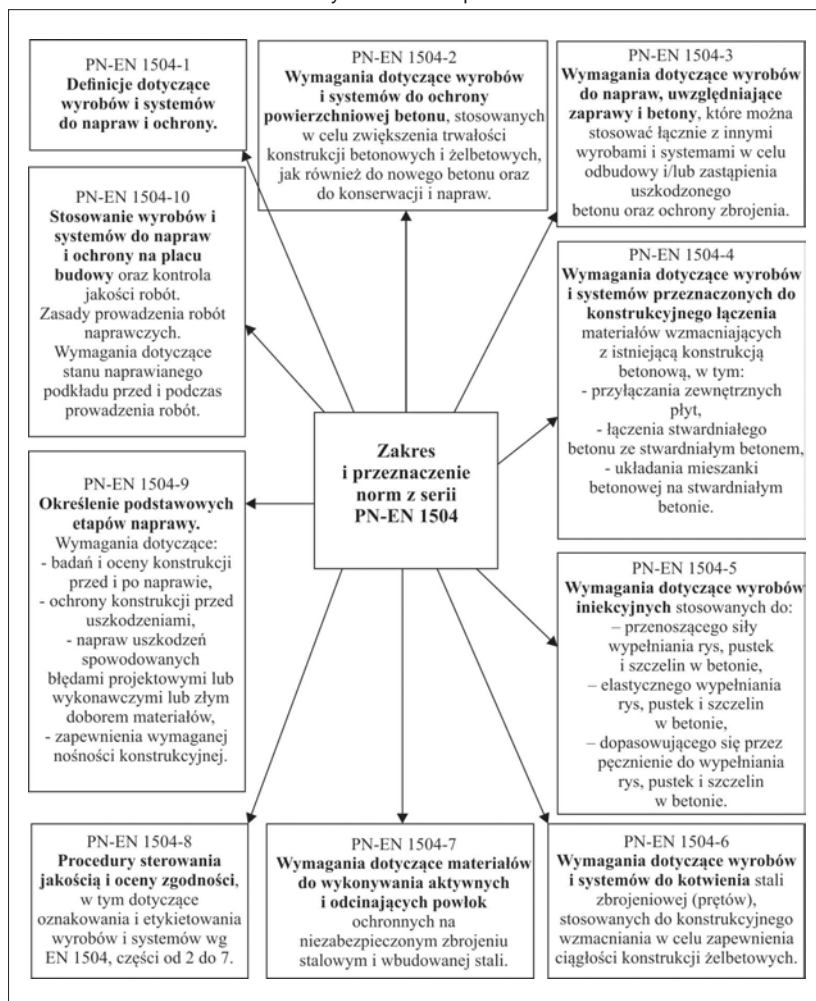 PN-EN 1504-1
Definicje dotyczące
wyrobów i systemów
do napraw i ochrony.
PN-EN 1504-2
Wymagania dotyczące wyrobów
i systemów do ochrony
powierzchniowej betonu, stosowanych
w celu zwiększenia trwałości
konstrukcji betonowych i żelbetowych,
jak również do nowego betonu oraz
do konserwacji i napraw.
PN-EN 1504-3
Wymagania dotyczące wyrobów
do napraw, uwzględniające
zaprawy i betony, które można
stosować łącznie z innymi
wyrobami i systemami w celu
odbudowy i/lub zastąpienia
uszkodzonego
betonu oraz ochrony zbrojenia.
PN-EN 1504-10
Stosowanie wyrobów i
systemów do napraw
i ochrony na placu
budowy oraz kontrola
jakości robót.
Zasady prowadzenia robót
naprawczych.
Wymagania dotyczące
stanu naprawianego
podkładu przed i podczas
prowadzenia robót.
PN-EN 1504-4
Wymagania dotyczące wyrobów
i systemów przeznaczonych do
konstrukcyjnego łączenia
materiałów wzmacniających
z istniejącą konstrukcją
betonową, w tym:
- przyłączania zewnętrznych
płyt,
- łączenia stwardniałego
betonu ze stwardniałym betonem,
- układania mieszanki
betonowej na stwardniałym
betonie.
Zakres
i przeznaczenie
norm z serii
PN-EN 1504
PN-EN 1504-9
Określenie podstawowych
etapów naprawy.
Wymagania dotyczące:
- badań i oceny konstrukcji
przed i po naprawie,
- ochrony konstrukcji przed
uszkodzeniami,
- napraw uszkodzeń
spowodowanych
błędami projektowymi lub
wykonawczymi lub złym
doborem materiałów,
- zapewnienia wymaganej
nośności konstrukcyjnej.
PN-EN 1504-5
Wymagania dotyczące wyrobów
iniekcyjnych stosowanych do:
– przenoszącego siły
wypełniania rys, pustek
i szczelin w betonie,
– elastycznego wypełniania
rys, pustek i szczelin
w betonie,
– dopasowującego się przez
pęcznienie do wypełniania
rys, pustek i szczelin
w betonie.
PN-EN 1504-8
Procedury sterowania
jakością i oceny zgodności,
w tym dotyczące
oznakowania i etykietowania
wyrobów i systemów wg
EN 1504, części od 2 do 7.
PN-EN 1504-7
Wymagania dotyczące materiałów
do wykonywania aktywnych
i odcinających powłok
ochronnych na
niezabezpieczonym zbrojeniu
stalowym i wbudowanej stali.
PN-EN 1504-6
Wymagania dotyczące wyrobów
i systemów do kotwienia stali
zbrojeniowej (prętów),
stosowanych do konstrukcyjnego
wzmacniania w celu zapewnienia
ciągłości konstrukcji żelbetowych.